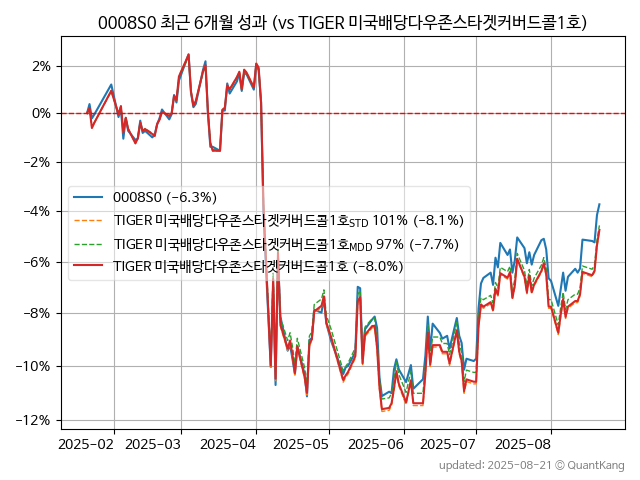 0008S0 최근 6개월 성과 (vs TIGER 미국배당다우존스타겟커버드콜1호)
2%
0%
−2%
−4%
−6%
−8%
−10%
−12%
0008S0 (−6.3%)
TIGER 미국배당다우존스타겟커버드콜1호STD 101% (−8.1%)
TIGER 미국배당다우존스타겟커버드콜1호MDD 97% (−7.7%)
TIGER 미국배당다우존스타겟커버드콜1호 (−8.0%)
2025-02 2025-03 2025-04 2025-05 2025-06 2025-07 2025-08
updated: 2025-08-21 © QuantKang